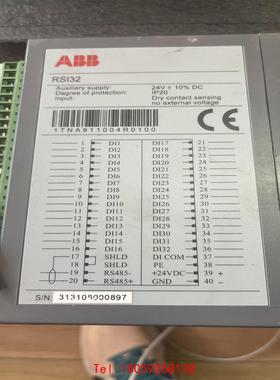 ABB
RSI32
Auxiliary supply: 24V ± 10% DC
Degree of protection: IP20
Input: Dry contact sensing
no external voltage
1TNA911004R0100
CE
1 DI1 DI17 21
2 DI2 DI18 22
3 DI3 DI19 23
4 DI4 DI20 24
5 DI5 DI21 25
6 DI6 DI22 26
7 DI7 DI23 27
8 DI8 DI24 28
9 DI9 DI25 29
10 DI10 DI26 30
11 DI11 DI27 31
12 DI12 DI28 32
13 DI13 DI29 33
14 DI14 DI30 34
15 DI15 DI31 35
16 DI16 DI32 36
17 SHLD DI COM 37
18 SHLD PE 38
19 RS485- +24VDC 39 +
20 RS485+ GND 40 -
S/N: 313106000897